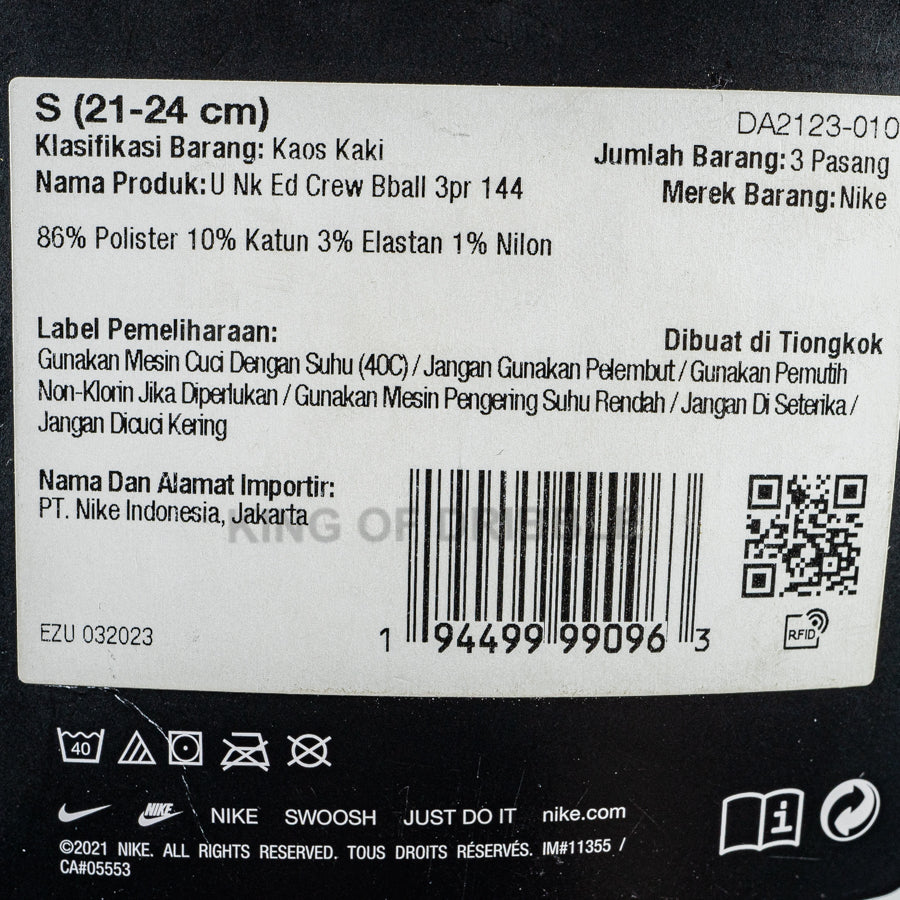 S (21-24 cm)
DA2123-010
Klasifikasi Barang: Kaos Kaki
Jumlah Barang: 3 Pasang
Nama Produk: U Nk Ed Crew Bball 3pr 144
Merek Barang: Nike
86% Polister 10% Katun 3% Elastan 1% Nilon
Label Pemeliharaan:
Dibuat di Tiongkok
Gunakan Mesin Cuci Dengan Suhu (40C) / Jangan Gunakan Pelembut / Gunakan Pemutih
Non-Klorin Jika Diperlukan / Gunakan Mesin Pengering Suhu Rendah / Jangan Di Seterika /
Jangan Dicuci Kering
Nama Dan Alamat Importir:
PT. Nike Indonesia, Jakarta
KING OF DRIBBLE
EZU 032023
1 94499 99096 3
RFID
40
NIKE NIKE SWOOSH JUST DO IT nike.com
©2021 NIKE. ALL RIGHTS RESERVED. TOUS DROITS RÉSERVÉS. IM#11355 /
CA#05553